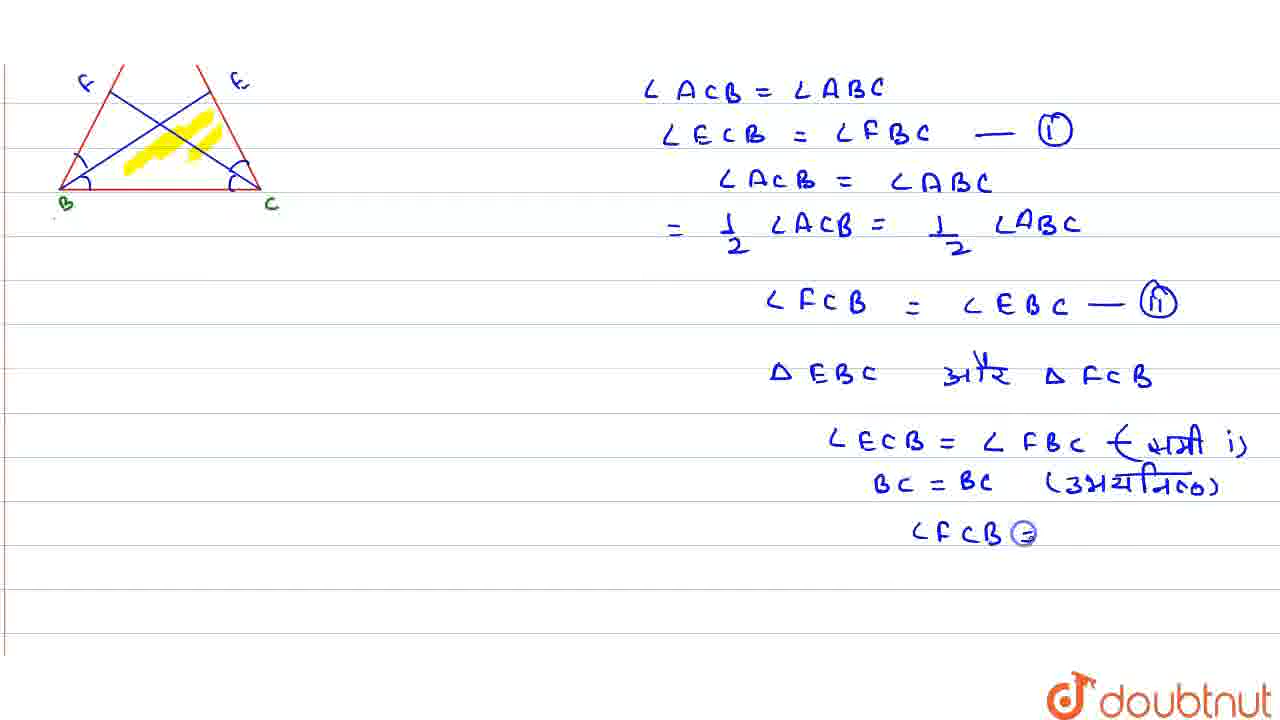 F E
B C
∠ACB = ∠ABC
∠ECB = ∠FBC — (i)
∠ACB = ∠ABC
= 1/2 ∠ACB = 1/2 ∠ABC
∠FCB = ∠EBC — (ii)
Δ EBC और Δ FCB
∠ECB = ∠FBC (समी i)
BC = BC (उभयनिष्ठ)
∠FCB =
doubtnut